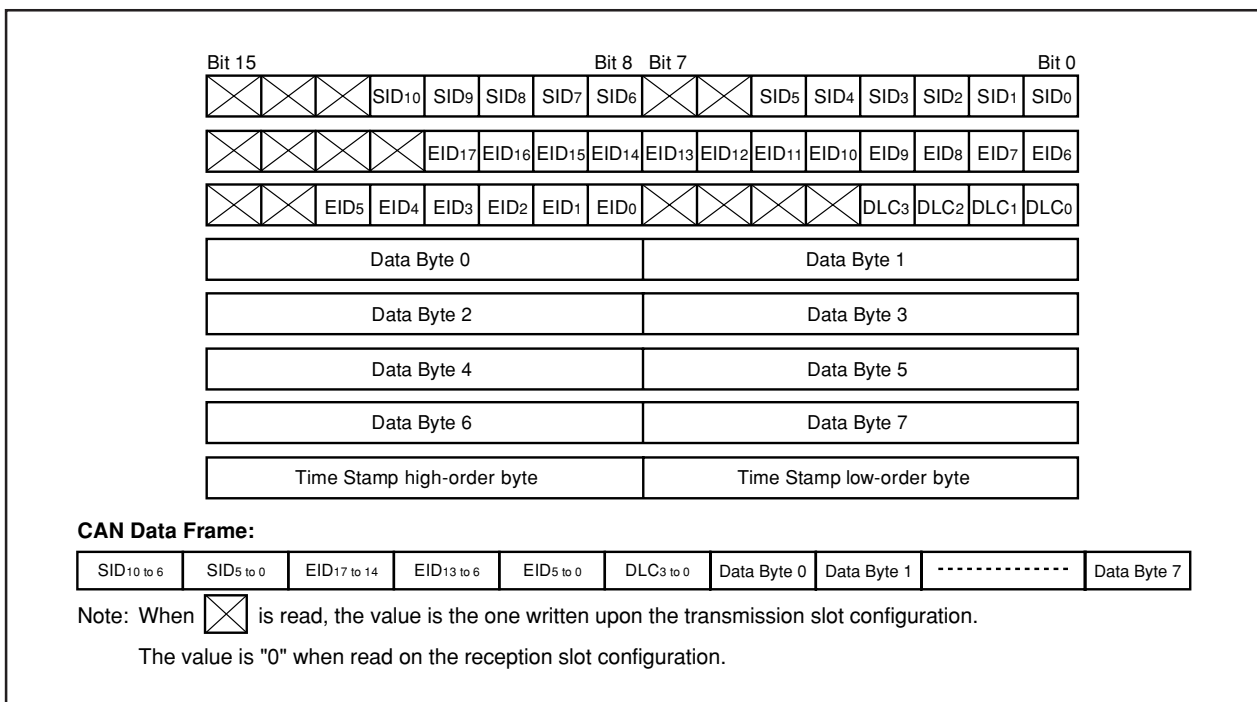 Bit 15 Bit 8 Bit 7 Bit 0
SID10 SID9 SID8 SID7 SID6 SID5 SID4 SID3 SID2 SID1 SID0
EID17 EID16 EID15 EID14 EID13 EID12 EID11 EID10 EID9 EID8 EID7 EID6
EID5 EID4 EID3 EID2 EID1 EID0 DLC3 DLC2 DLC1 DLC0
Data Byte 0 Data Byte 1
Data Byte 2 Data Byte 3
Data Byte 4 Data Byte 5
Data Byte 6 Data Byte 7
Time Stamp high-order byte Time Stamp low-order byte
CAN Data Frame:
SID10 to 6 SID5 to 0 EID17 to 14 EID13 to 6 EID5 to 0 DLC3 to 0 Data Byte 0 Data Byte 1 Data Byte 7
Note: When is read, the value is the one written upon the transmission slot configuration.
The value is "0" when read on the reception slot configuration.